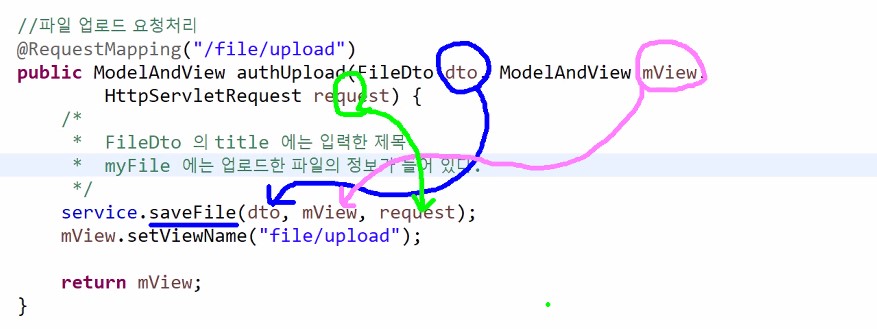 //파일 업로드 요청처리
@RequestMapping("/file/upload")
public ModelAndView authUpload(FileDto dto, ModelAndView mView,
HttpServletRequest request) {
/*
* FileDto 의 title 에는 입력한 제목
* myFile 에는 업로드한 파일의 정보가 들어 있다.
*/
service.saveFile(dto, mView, request);
mView.setViewName("file/upload");
return mView;
}